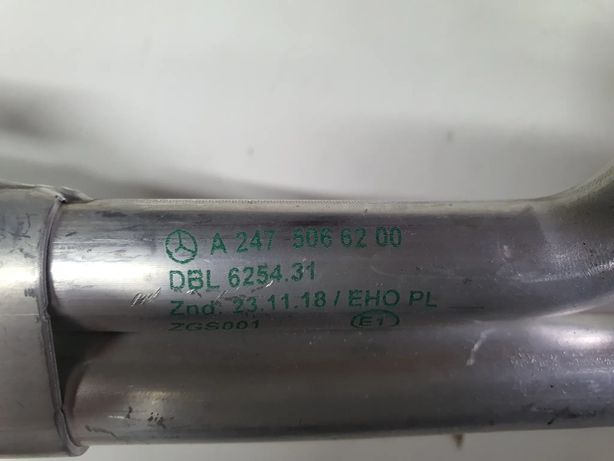 A 247 506 62 00
DBL 6254.31
Znd: 23.11.18 / EHO PL
ZGS001 E1